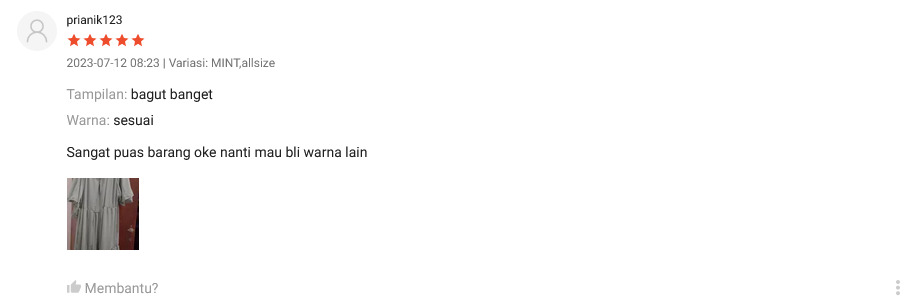 prianik123
2023-07-12 08:23 | Variasi: MINT,allsize
Tampilan: bagut banget
Warna: sesuai
Sangat puas barang oke nanti mau bli warna lain
Membantu?